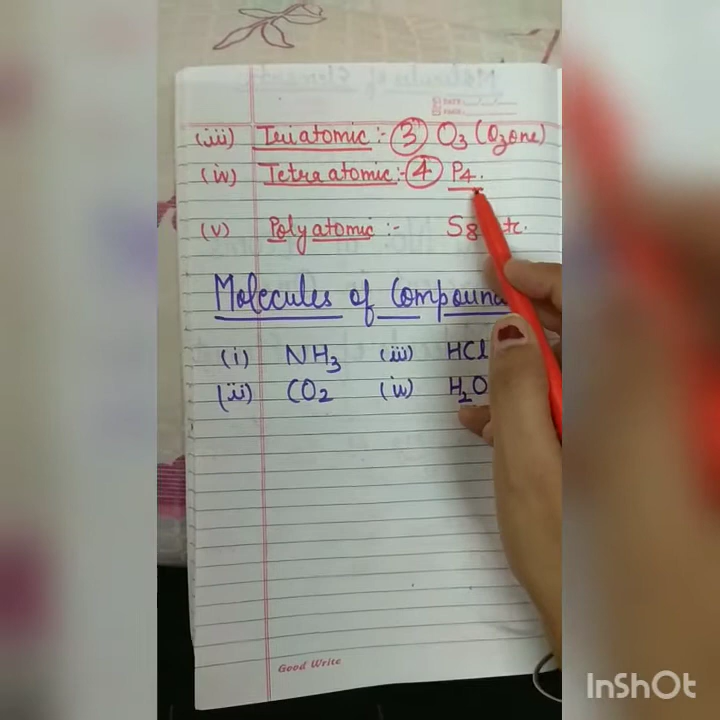 (iii) Triatomic :- 3 O3 (Ozone)
(iv) Tetra atomic :- 4 P4.
(v) Polyatomic :- S8 etc.
Molecules of Compound
(i) NH3 (iii) HCl
(ii) CO2 (iv) H2O
Good Write
InShOt